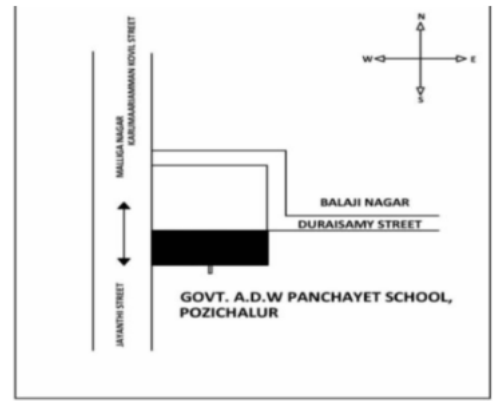 N
W E
S
MALLIGA NAGAR
KARUMAARIAMMAN KOVIL STREET
BALAJI NAGAR
DURAISAMY STREET
JAYANTHI STREET
GOVT. A.D.W PANCHAYET SCHOOL,
POZICHALUR